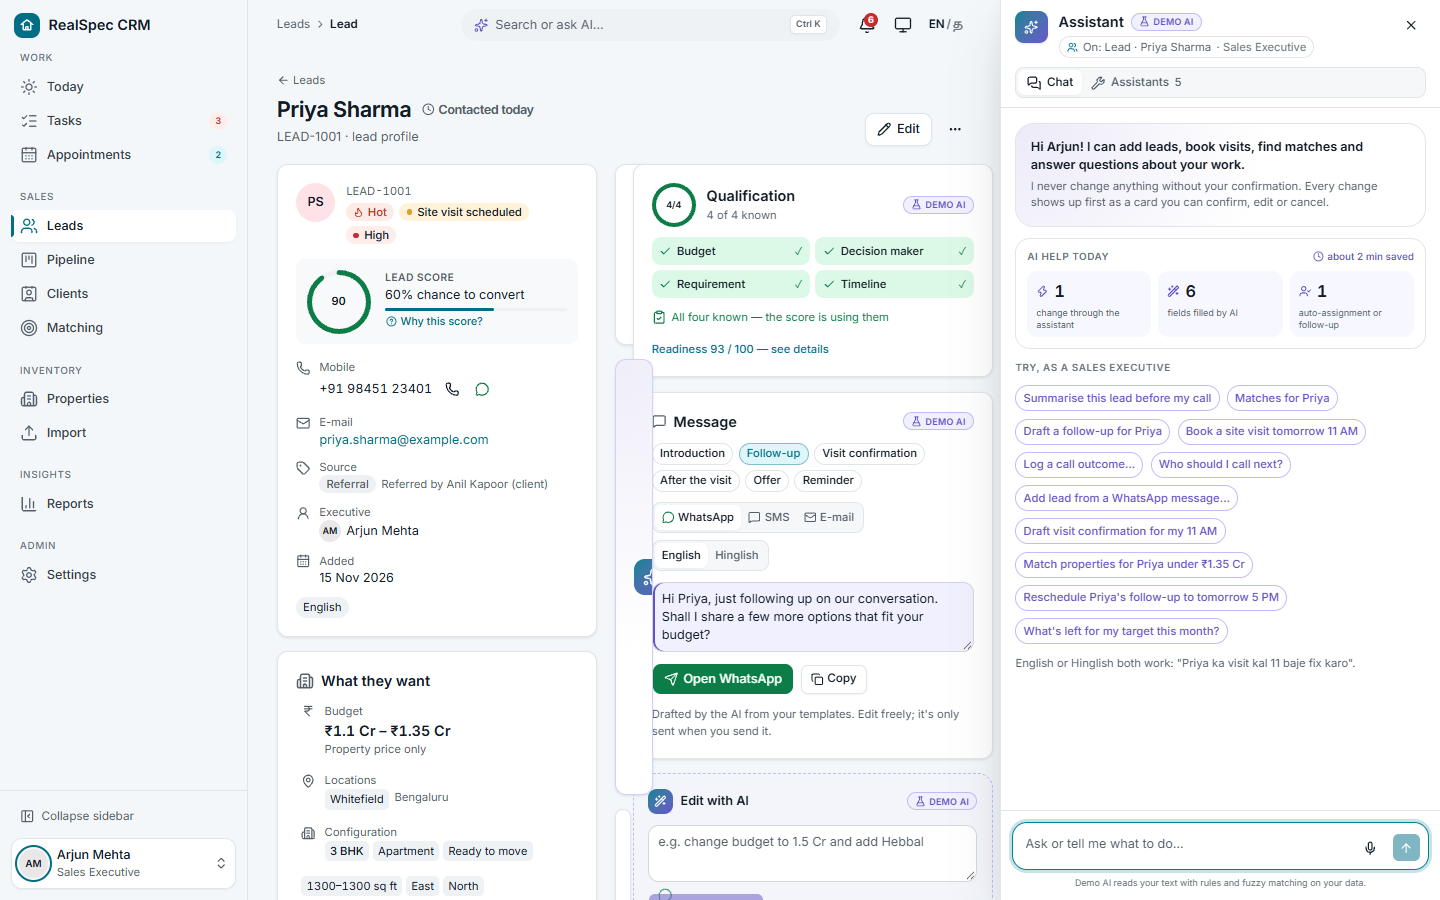 RealSpec CRM
WORK
Today
Tasks
3
Appointments
2
SALES
Leads
Pipeline
Clients
Matching
INVENTORY
Properties
Import
INSIGHTS
Reports
ADMIN
Settings
Collapse sidebar
AM
Arjun Mehta
Sales Executive
Leads > Lead
Search or ask AI...
Ctrl K
6
EN / த
← Leads
Priya Sharma
Contacted today
LEAD-1001 · lead profile
Edit
PS
LEAD-1001
Hot
Site visit scheduled
High
90
LEAD SCORE
60% chance to convert
Why this score?
Mobile
+91 98451 23401
E-mail
priya.sharma@example.com
Source
Referral Referred by Anil Kapoor (client)
Executive
AM Arjun Mehta
Added
15 Nov 2026
English
What they want
₹ Budget
₹1.1 Cr – ₹1.35 Cr
Property price only
Locations
Whitefield Bengaluru
Configuration
3 BHK Apartment Ready to move
1300–1300 sq ft East North
4/4
Qualification
4 of 4 known
DEMO AI
✓ Budget ✓
✓ Decision maker ✓
✓ Requirement ✓
✓ Timeline ✓
All four known — the score is using them
Readiness 93 / 100 — see details
Message
DEMO AI
Introduction Follow-up Visit confirmation
After the visit Offer Reminder
WhatsApp SMS E-mail
English Hinglish
Hi Priya, just following up on our conversation.
Shall I share a few more options that fit your
budget?
Open WhatsApp
Copy
Drafted by the AI from your templates. Edit freely; it's only
sent when you send it.
Edit with AI
DEMO AI
e.g. change budget to 1.5 Cr and add Hebbal
Assistant
DEMO AI
On: Lead · Priya Sharma · Sales Executive
Chat
Assistants 5
Hi Arjun! I can add leads, book visits, find matches and
answer questions about your work.
I never change anything without your confirmation. Every change
shows up first as a card you can confirm, edit or cancel.
AI HELP TODAY
about 2 min saved
1
change through the
assistant
6
fields filled by AI
1
auto-assignment or
follow-up
TRY, AS A SALES EXECUTIVE
Summarise this lead before my call
Matches for Priya
Draft a follow-up for Priya
Book a site visit tomorrow 11 AM
Log a call outcome...
Who should I call next?
Add lead from a WhatsApp message...
Draft visit confirmation for my 11 AM
Match properties for Priya under ₹1.35 Cr
Reschedule Priya's follow-up to tomorrow 5 PM
What's left for my target this month?
English or Hinglish both work: "Priya ka visit kal 11 baje fix karo".
Ask or tell me what to do...
Demo AI reads your text with rules and fuzzy matching on your data.